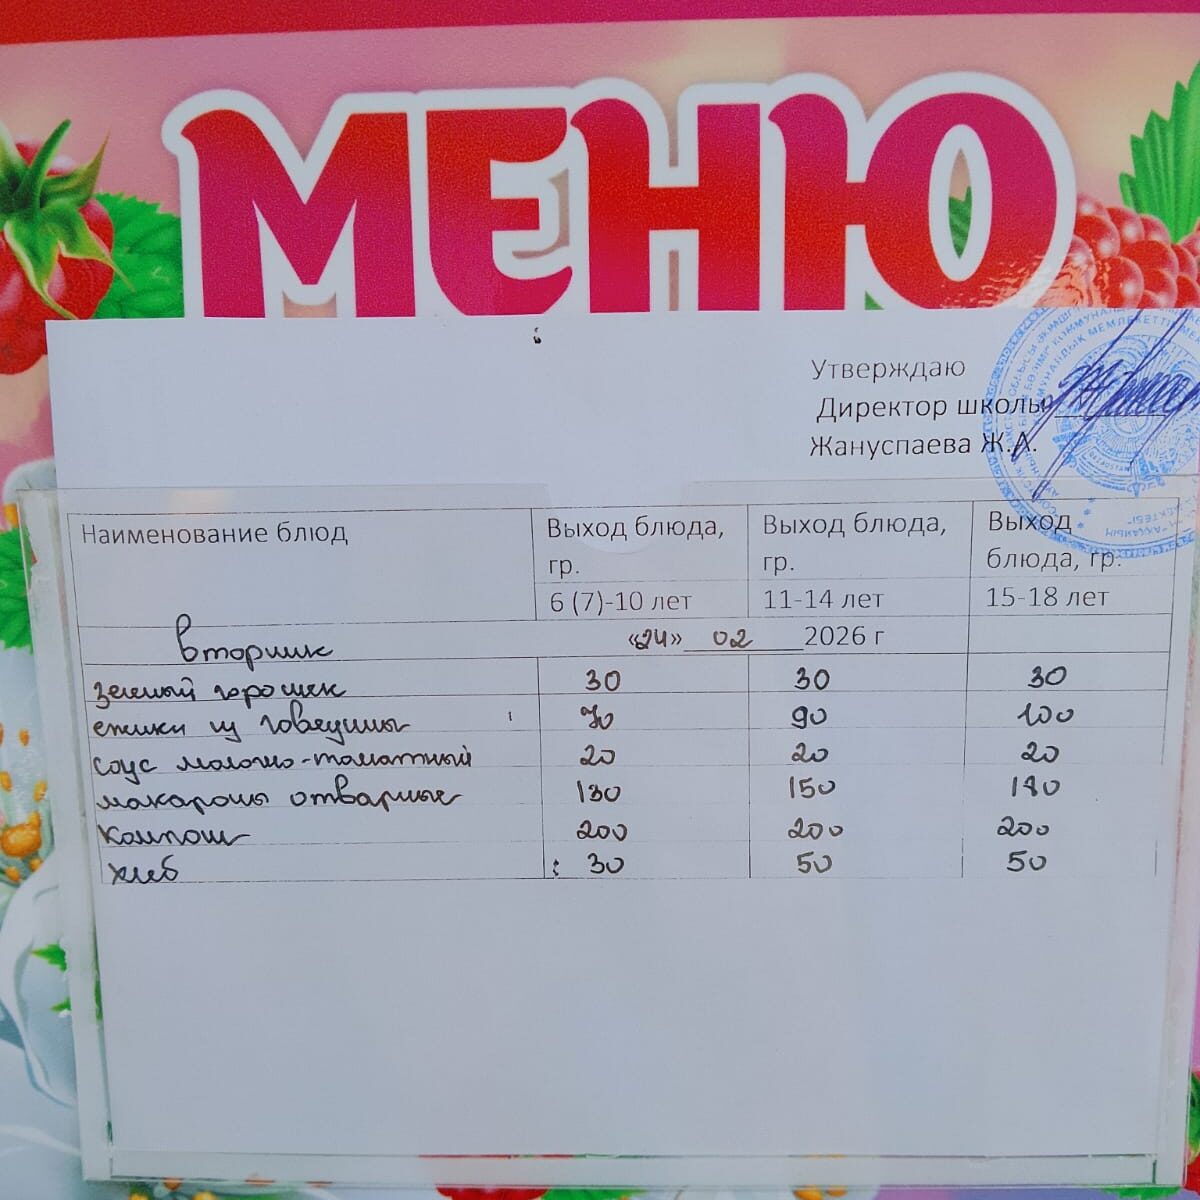 МЕНЮ
Утверждаю
Директор школы
Жануспаева Ж.А.
Наименование блюд Выход блюда, гр. Выход блюда, гр. Выход блюда, гр.
6 (7)-10 лет 11-14 лет 15-18 лет
вторник «24» 02 2026 г
зеленый горошек 30 30 30
ежики из говядины 70 90 100
соус молочно-томатный 20 20 20
макароны отварные 130 150 180
компот 200 200 200
хлеб 30 50 50